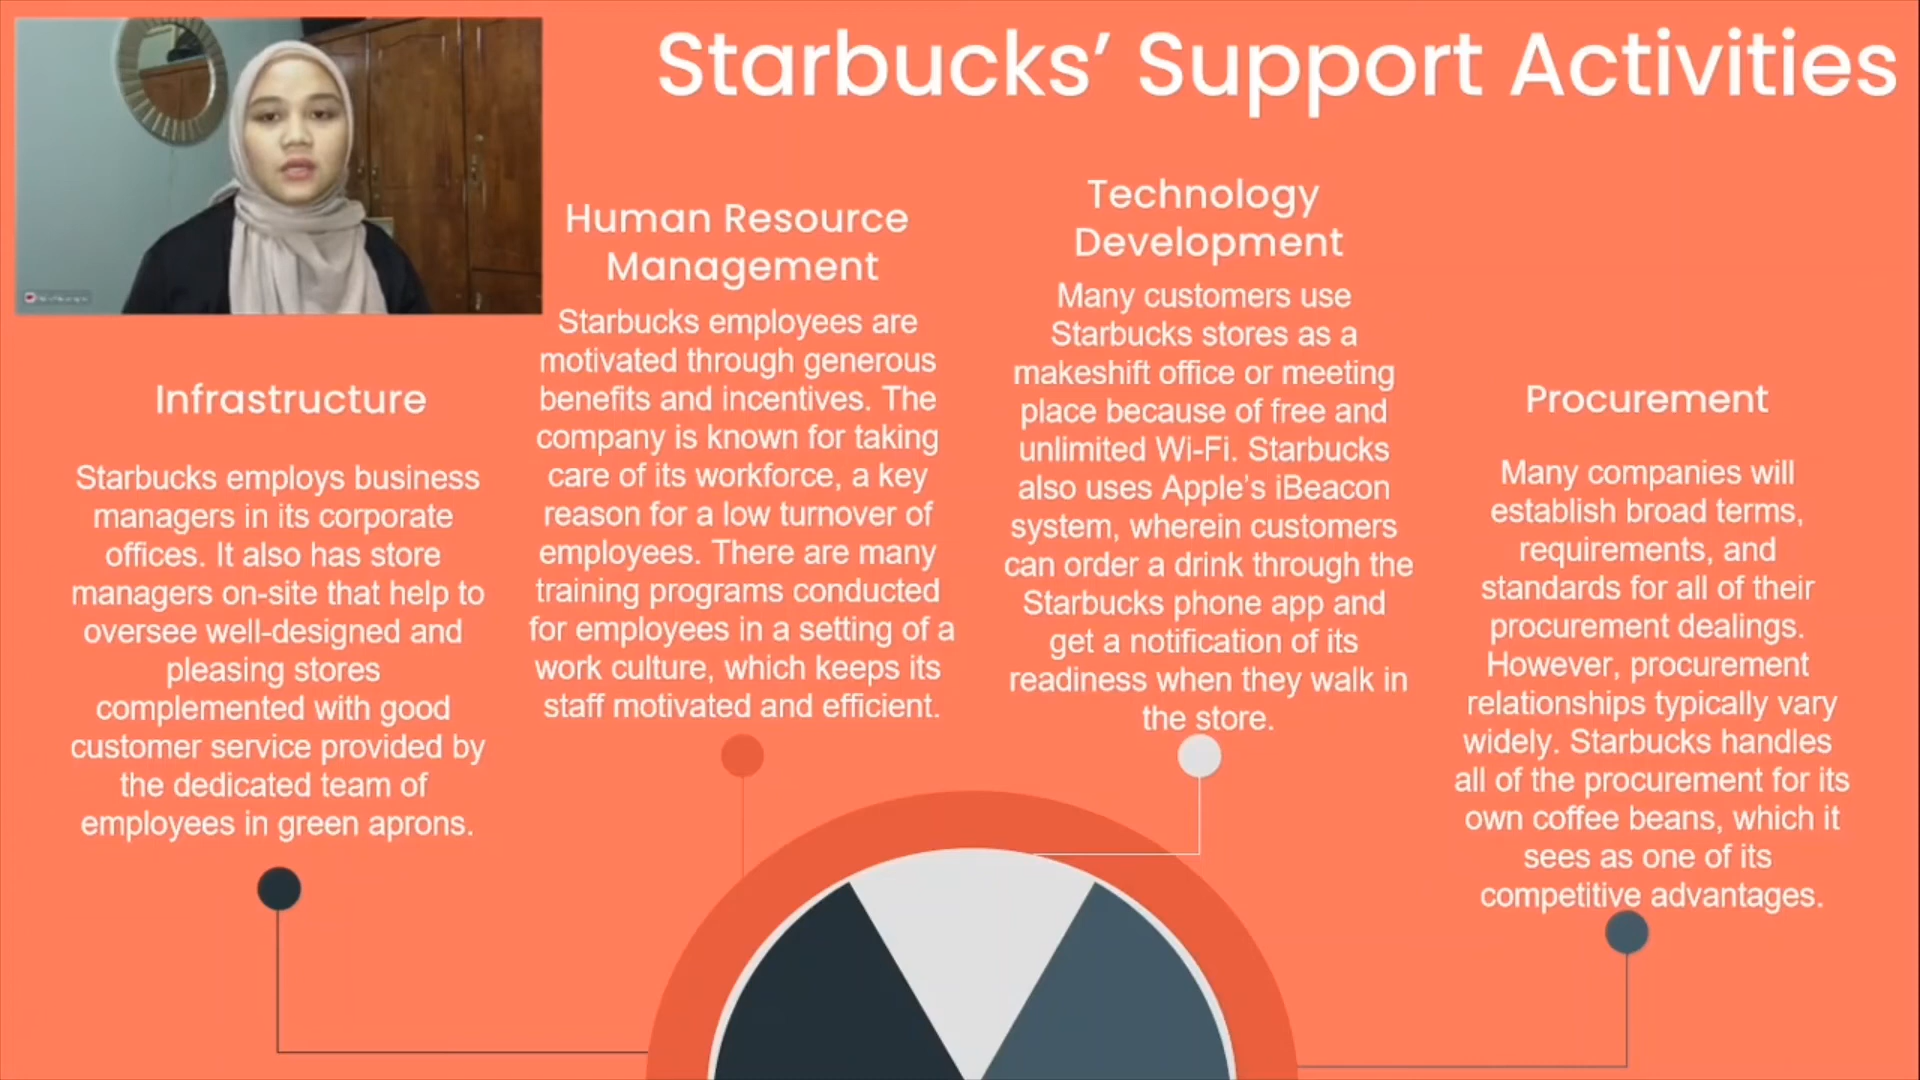 Starbucks’ Support Activities
Infrastructure
Starbucks employs business
managers in its corporate
offices. It also has store
managers on-site that help to
oversee well-designed and
pleasing stores
complemented with good
customer service provided by
the dedicated team of
employees in green aprons.
Human Resource
Management
Starbucks employees are
motivated through generous
benefits and incentives. The
company is known for taking
care of its workforce, a key
reason for a low turnover of
employees. There are many
training programs conducted
for employees in a setting of a
work culture, which keeps its
staff motivated and efficient.
Technology
Development
Many customers use
Starbucks stores as a
makeshift office or meeting
place because of free and
unlimited Wi-Fi. Starbucks
also uses Apple’s iBeacon
system, wherein customers
can order a drink through the
Starbucks phone app and
get a notification of its
readiness when they walk in
the store.
Procurement
Many companies will
establish broad terms,
requirements, and
standards for all of their
procurement dealings.
However, procurement
relationships typically vary
widely. Starbucks handles
all of the procurement for its
own coffee beans, which it
sees as one of its
competitive advantages.